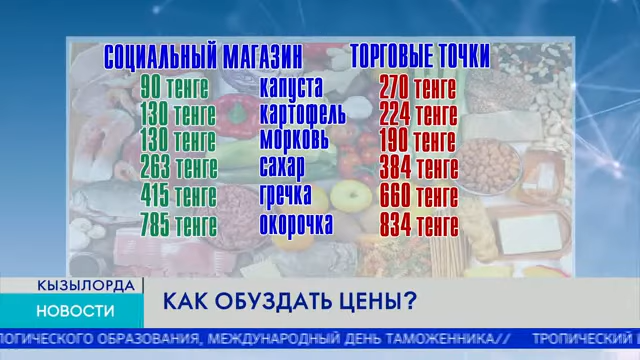 СОЦИАЛЬНЫЙ МАГАЗИН ТОРГОВЫЕ ТОЧКИ
90 тенге капуста 270 тенге
130 тенге картофель 224 тенге
130 тенге морковь 190 тенге
263 тенге сахар 384 тенге
415 тенге гречка 660 тенге
785 тенге окорочка 834 тенге
КЫЗЫЛОРДА
НОВОСТИ
КАК ОБУЗДАТЬ ЦЕНЫ?
ЛОГИЧЕСКОГО ОБРАЗОВАНИЯ, МЕЖДУНАРОДНЫЙ ДЕНЬ ТАМОЖЕННИКА// ТРОПИЧЕСКИЙ